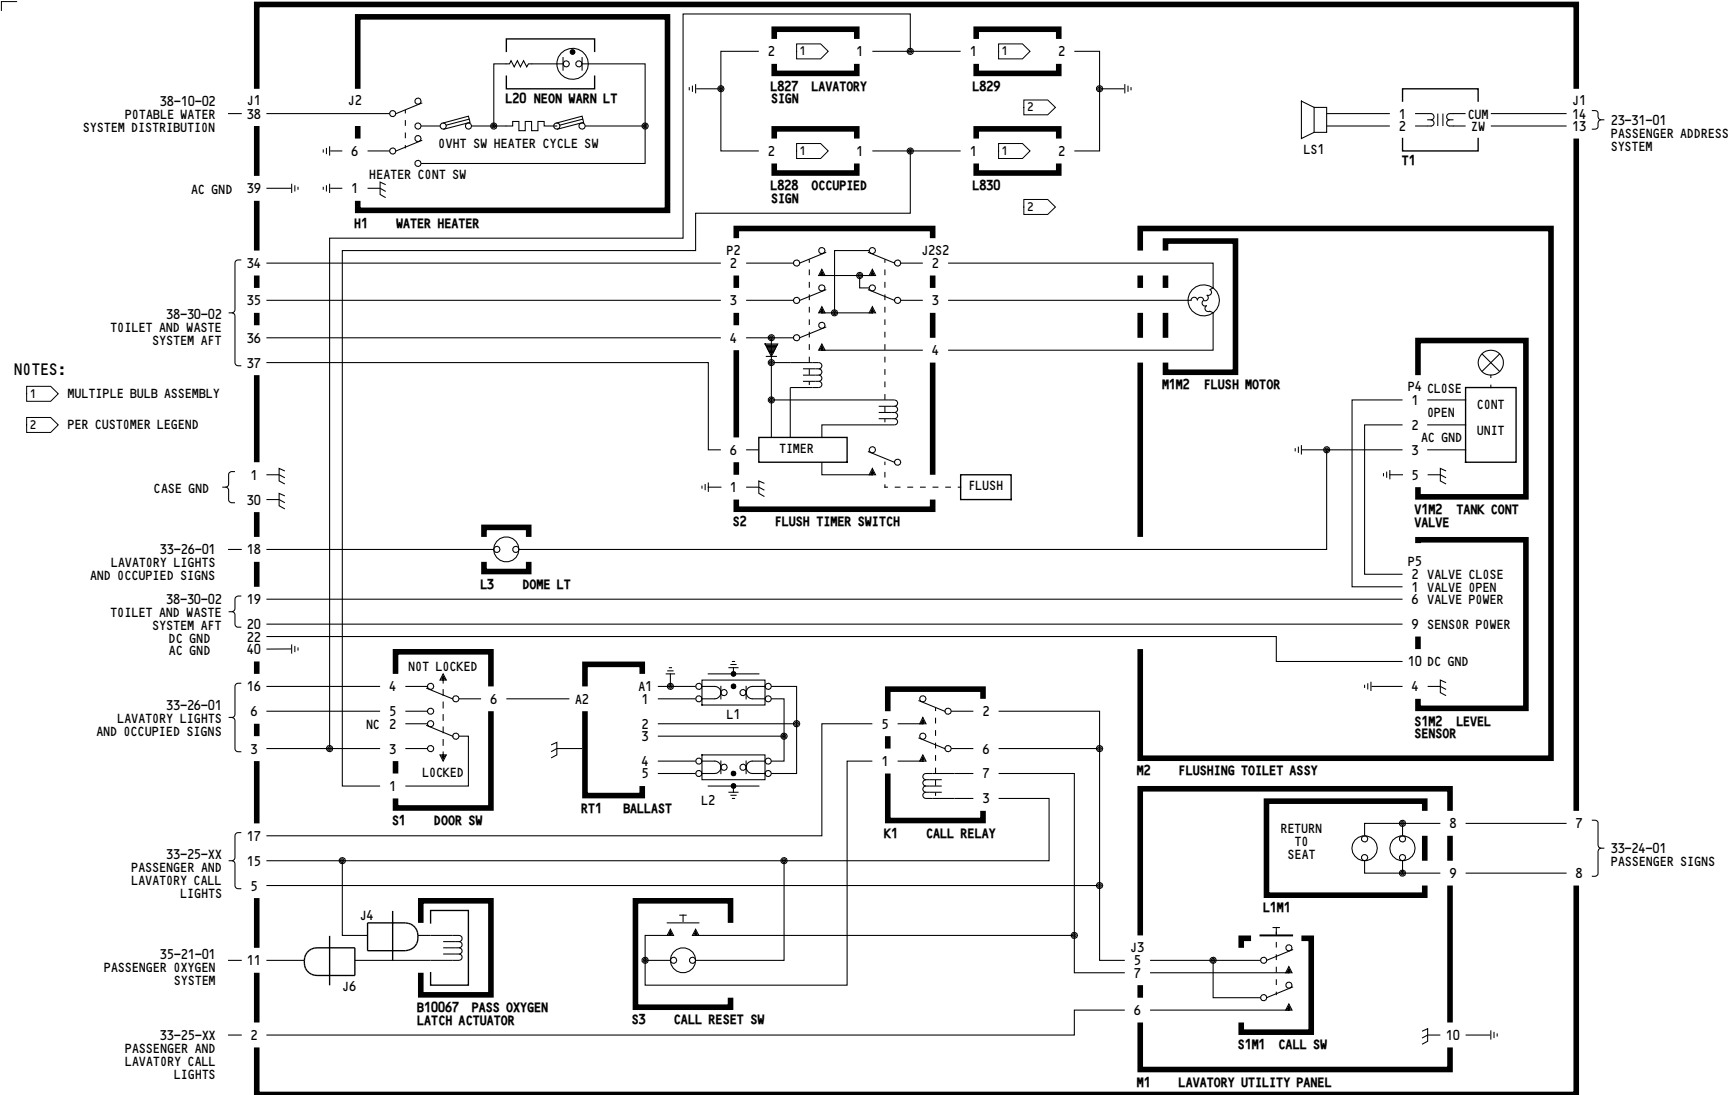 38-10-02
POTABLE WATER
SYSTEM DISTRIBUTION
J1
38
J2
6
AC GND 39
1
L20 NEON WARN LT
OVHT SW HEATER CYCLE SW
HEATER CONT SW
H1 WATER HEATER
2 1 1
L827 LAVATORY
SIGN
1 1 2
L829
2
2 1 1
L828 OCCUPIED
SIGN
1 1 2
L830
2
LS1
1 CUM
2 ZW
T1
J1
14
13
23-31-01
PASSENGER ADDRESS
SYSTEM
34
35
36
37
38-30-02
TOILET AND WASTE
SYSTEM AFT
P2
2
3
4
6
1
J2S2
2
3
4
TIMER
FLUSH
S2 FLUSH TIMER SWITCH
M1M2 FLUSH MOTOR
NOTES:
1 MULTIPLE BULB ASSEMBLY
2 PER CUSTOMER LEGEND
P4 CLOSE
1
OPEN
2
AC GND
3
5
CONT
UNIT
V1M2 TANK CONT
VALVE
CASE GND
1
30
33-26-01
LAVATORY LIGHTS
AND OCCUPIED SIGNS
18
L3 DOME LT
P5
2 VALVE CLOSE
1 VALVE OPEN
6 VALVE POWER
9 SENSOR POWER
10 DC GND
4
S1M2 LEVEL
SENSOR
M2 FLUSHING TOILET ASSY
38-30-02
TOILET AND WASTE
SYSTEM AFT
19
20
DC GND 22
AC GND 40
33-26-01
LAVATORY LIGHTS
AND OCCUPIED SIGNS
16
6
3
NOT LOCKED
4
5
NC 2
3
1
6
LOCKED
S1 DOOR SW
A2
A1
1
2
3
4
5
RT1 BALLAST
L1
L2
5
1
2
6
7
3
K1 CALL RELAY
33-25-XX
PASSENGER AND
LAVATORY CALL
LIGHTS
17
15
5
RETURN
TO
SEAT
8
9
L1M1
7
8
33-24-01
PASSENGER SIGNS
35-21-01
PASSENGER OXYGEN
SYSTEM
11
J4
J6
B10067 PASS OXYGEN
LATCH ACTUATOR
S3 CALL RESET SW
J3
5
7
6
S1M1 CALL SW
10
M1 LAVATORY UTILITY PANEL
33-25-XX
PASSENGER AND
LAVATORY CALL
LIGHTS
2